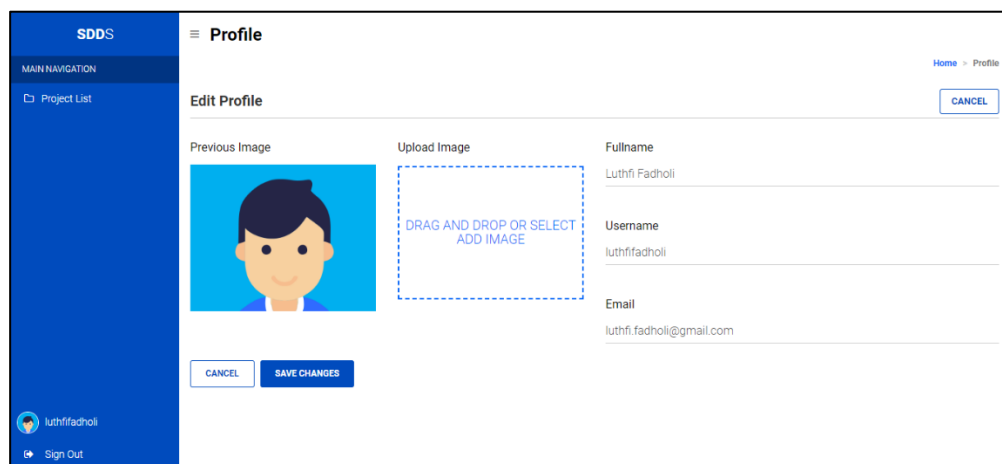 SDDS
MAIN NAVIGATION
Project List
luthfifadholi
Sign Out
≡ Profile
Home > Profile
Edit Profile
CANCEL
Previous Image
Upload Image
DRAG AND DROP OR SELECT
ADD IMAGE
Fullname
Luthfi Fadholi
Username
luthfifadholi
Email
luthfi.fadholi@gmail.com
CANCEL
SAVE CHANGES